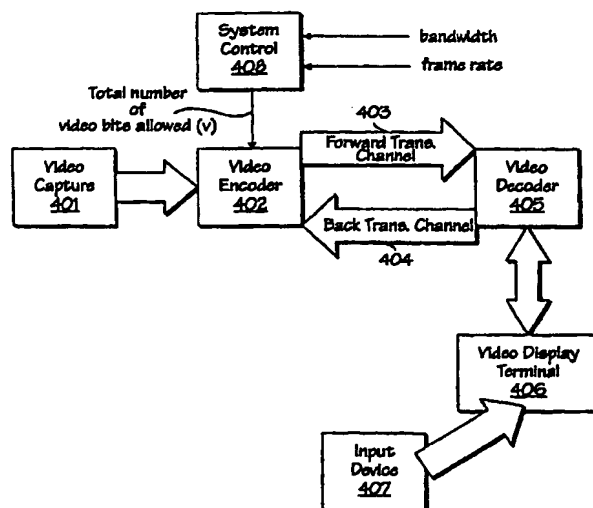 System
Control
408
bandwidth
frame rate
Total number
of
video bits allowed (v)
403
Forward Trans.
Channel
Video
Capture
401
Video
Encoder
402
Video
Decoder
405
Back Trans. Channel
404
Video Display
Terminal
406
Input
Device
407